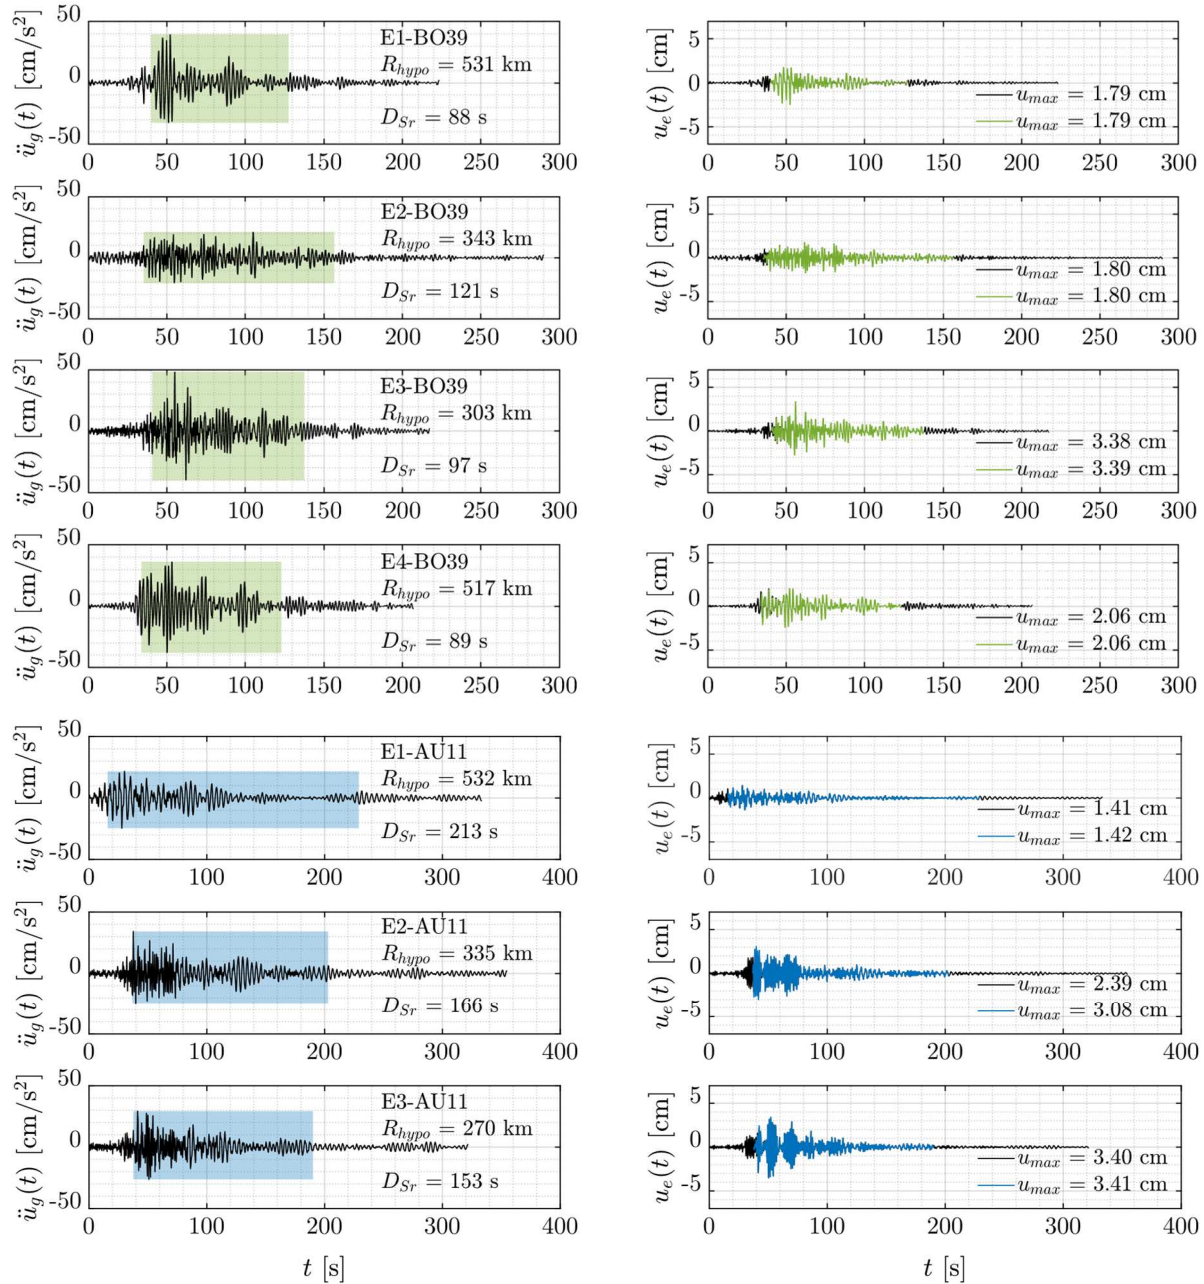 50
0
-50
ü_g(t) [cm/s²]
E1-BO39
R_hypo = 531 km
D_Sr = 88 s
0 50 100 150 200 250 300
5
0
-5
u_e(t) [cm]
u_max = 1.79 cm
u_max = 1.79 cm
0 50 100 150 200 250 300
50
0
-50
ü_g(t) [cm/s²]
E2-BO39
R_hypo = 343 km
D_Sr = 121 s
0 50 100 150 200 250 300
5
0
-5
u_e(t) [cm]
u_max = 1.80 cm
u_max = 1.80 cm
0 50 100 150 200 250 300
50
0
-50
ü_g(t) [cm/s²]
E3-BO39
R_hypo = 303 km
D_Sr = 97 s
0 50 100 150 200 250 300
5
0
-5
u_e(t) [cm]
u_max = 3.38 cm
u_max = 3.39 cm
0 50 100 150 200 250 300
50
0
-50
ü_g(t) [cm/s²]
E4-BO39
R_hypo = 517 km
D_Sr = 89 s
0 50 100 150 200 250 300
5
0
-5
u_e(t) [cm]
u_max = 2.06 cm
u_max = 2.06 cm
0 50 100 150 200 250 300
50
0
-50
ü_g(t) [cm/s²]
E1-AU11
R_hypo = 532 km
D_Sr = 213 s
0 100 200 300 400
5
0
-5
u_e(t) [cm]
u_max = 1.41 cm
u_max = 1.42 cm
0 100 200 300 400
50
0
-50
ü_g(t) [cm/s²]
E2-AU11
R_hypo = 335 km
D_Sr = 166 s
0 100 200 300 400
5
0
-5
u_e(t) [cm]
u_max = 2.39 cm
u_max = 3.08 cm
0 100 200 300 400
50
0
-50
ü_g(t) [cm/s²]
E3-AU11
R_hypo = 270 km
D_Sr = 153 s
0 100 200 300 400
t [s]
5
0
-5
u_e(t) [cm]
u_max = 3.40 cm
u_max = 3.41 cm
0 100 200 300 400
t [s]